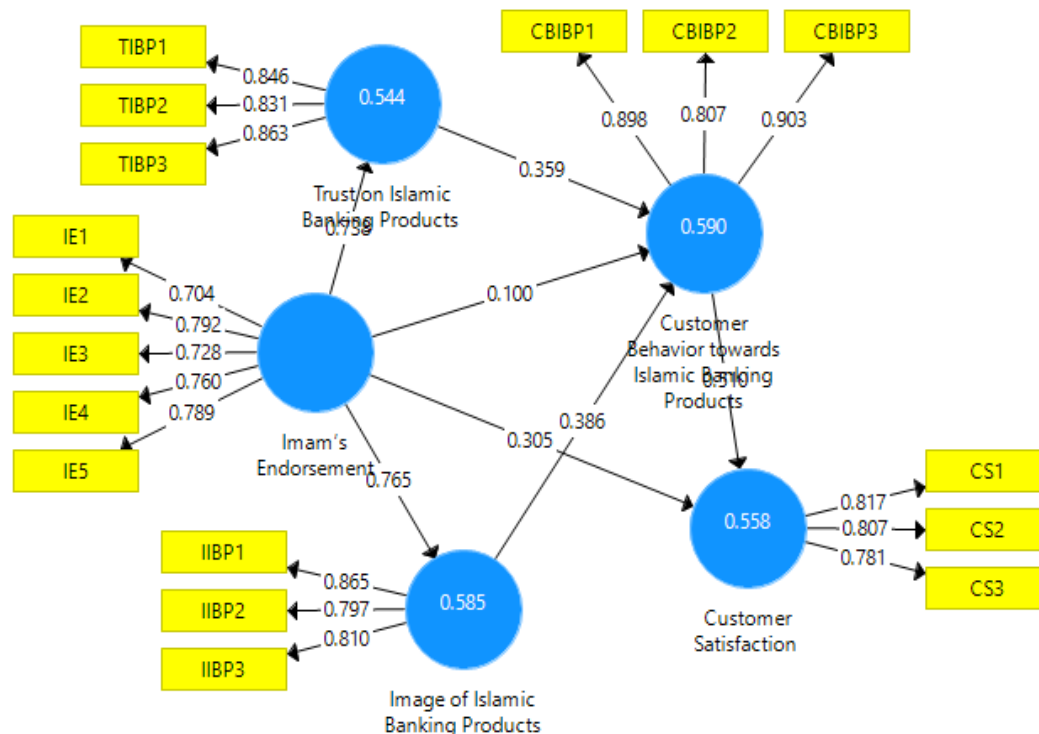 CBIBP1
CBIBP2
CBIBP3
TIBP1
TIBP2
TIBP3
0.846
0.831
0.863
0.544
Trust on Islamic
Banking Products
0.738
0.898
0.807
0.903
0.359
0.590
Customer
Behavior towards
Islamic Banking
Products
0.510
IE1
IE2
IE3
IE4
IE5
0.704
0.792
0.728
0.760
0.789
0.100
Imam's
Endorsement
0.305
0.386
0.765
0.558
Customer
Satisfaction
0.817
0.807
0.781
CS1
CS2
CS3
IIBP1
IIBP2
IIBP3
0.865
0.797
0.810
0.585
Image of Islamic
Banking Products